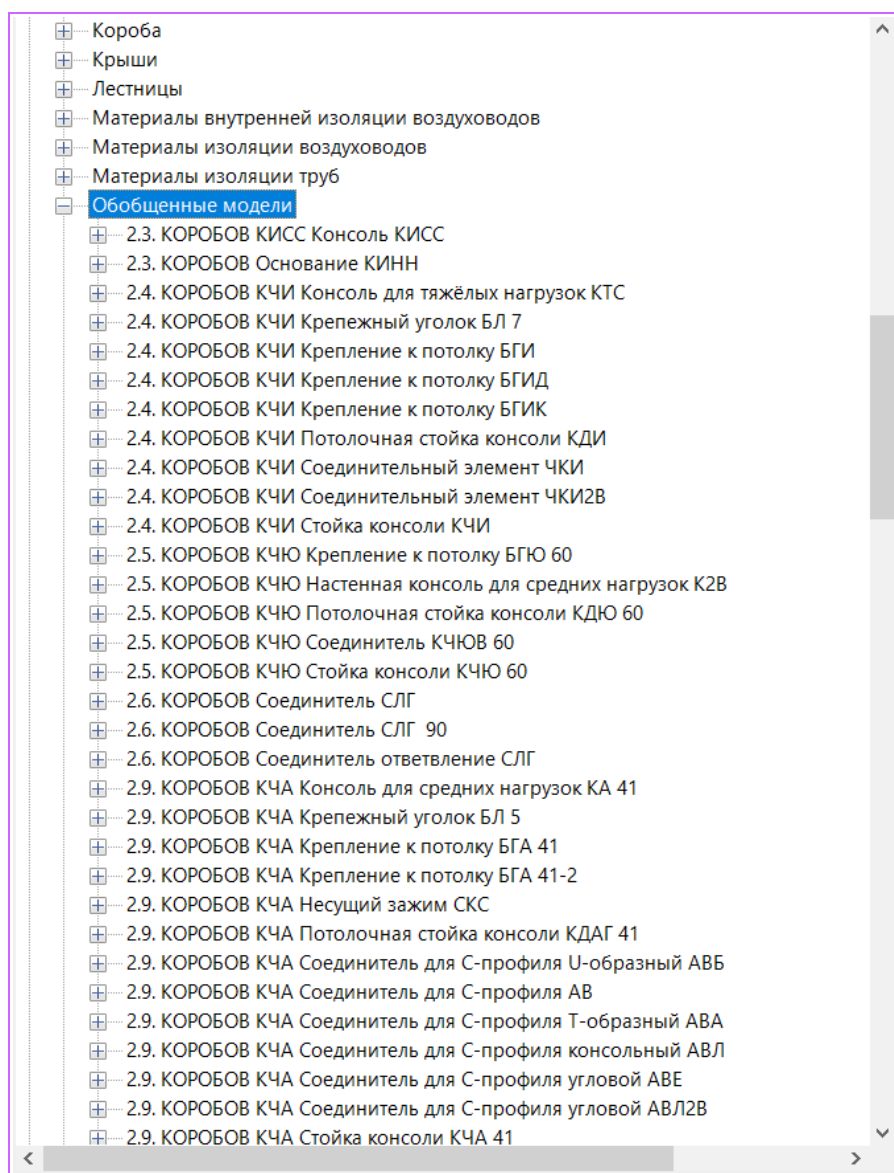 Короба
Крыши
Лестницы
Материалы внутренней изоляции воздуховодов
Материалы изоляции воздуховодов
Материалы изоляции труб
Обобщенные модели
2.3. КОРОБОВ КИСС Консоль КИСС
2.3. КОРОБОВ Основание КИНН
2.4. КОРОБОВ КЧИ Консоль для тяжёлых нагрузок КТС
2.4. КОРОБОВ КЧИ Крепежный уголок БЛ 7
2.4. КОРОБОВ КЧИ Крепление к потолку БГИ
2.4. КОРОБОВ КЧИ Крепление к потолку БГИД
2.4. КОРОБОВ КЧИ Крепление к потолку БГИК
2.4. КОРОБОВ КЧИ Потолочная стойка консоли КДИ
2.4. КОРОБОВ КЧИ Соединительный элемент ЧКИ
2.4. КОРОБОВ КЧИ Соединительный элемент ЧКИ2В
2.4. КОРОБОВ КЧИ Стойка консоли КЧИ
2.5. КОРОБОВ КЧЮ Крепление к потолку БГЮ 60
2.5. КОРОБОВ КЧЮ Настенная консоль для средних нагрузок К2В
2.5. КОРОБОВ КЧЮ Потолочная стойка консоли КДЮ 60
2.5. КОРОБОВ КЧЮ Соединитель КЧЮВ 60
2.5. КОРОБОВ КЧЮ Стойка консоли КЧЮ 60
2.6. КОРОБОВ Соединитель СЛГ
2.6. КОРОБОВ Соединитель СЛГ  90
2.6. КОРОБОВ Соединитель ответвление СЛГ
2.9. КОРОБОВ КЧА Консоль для средних нагрузок КА 41
2.9. КОРОБОВ КЧА Крепежный уголок БЛ 5
2.9. КОРОБОВ КЧА Крепление к потолку БГА 41
2.9. КОРОБОВ КЧА Крепление к потолку БГА 41-2
2.9. КОРОБОВ КЧА Несущий зажим СКС
2.9. КОРОБОВ КЧА Потолочная стойка консоли КДАГ 41
2.9. КОРОБОВ КЧА Соединитель для С-профиля U-образный АВБ
2.9. КОРОБОВ КЧА Соединитель для С-профиля АВ
2.9. КОРОБОВ КЧА Соединитель для С-профиля Т-образный АВА
2.9. КОРОБОВ КЧА Соединитель для С-профиля консольный АВЛ
2.9. КОРОБОВ КЧА Соединитель для С-профиля угловой АВЕ
2.9. КОРОБОВ КЧА Соединитель для С-профиля угловой АВЛ2В
2.9. КОРОБОВ КЧА Стойка консоли КЧА 41